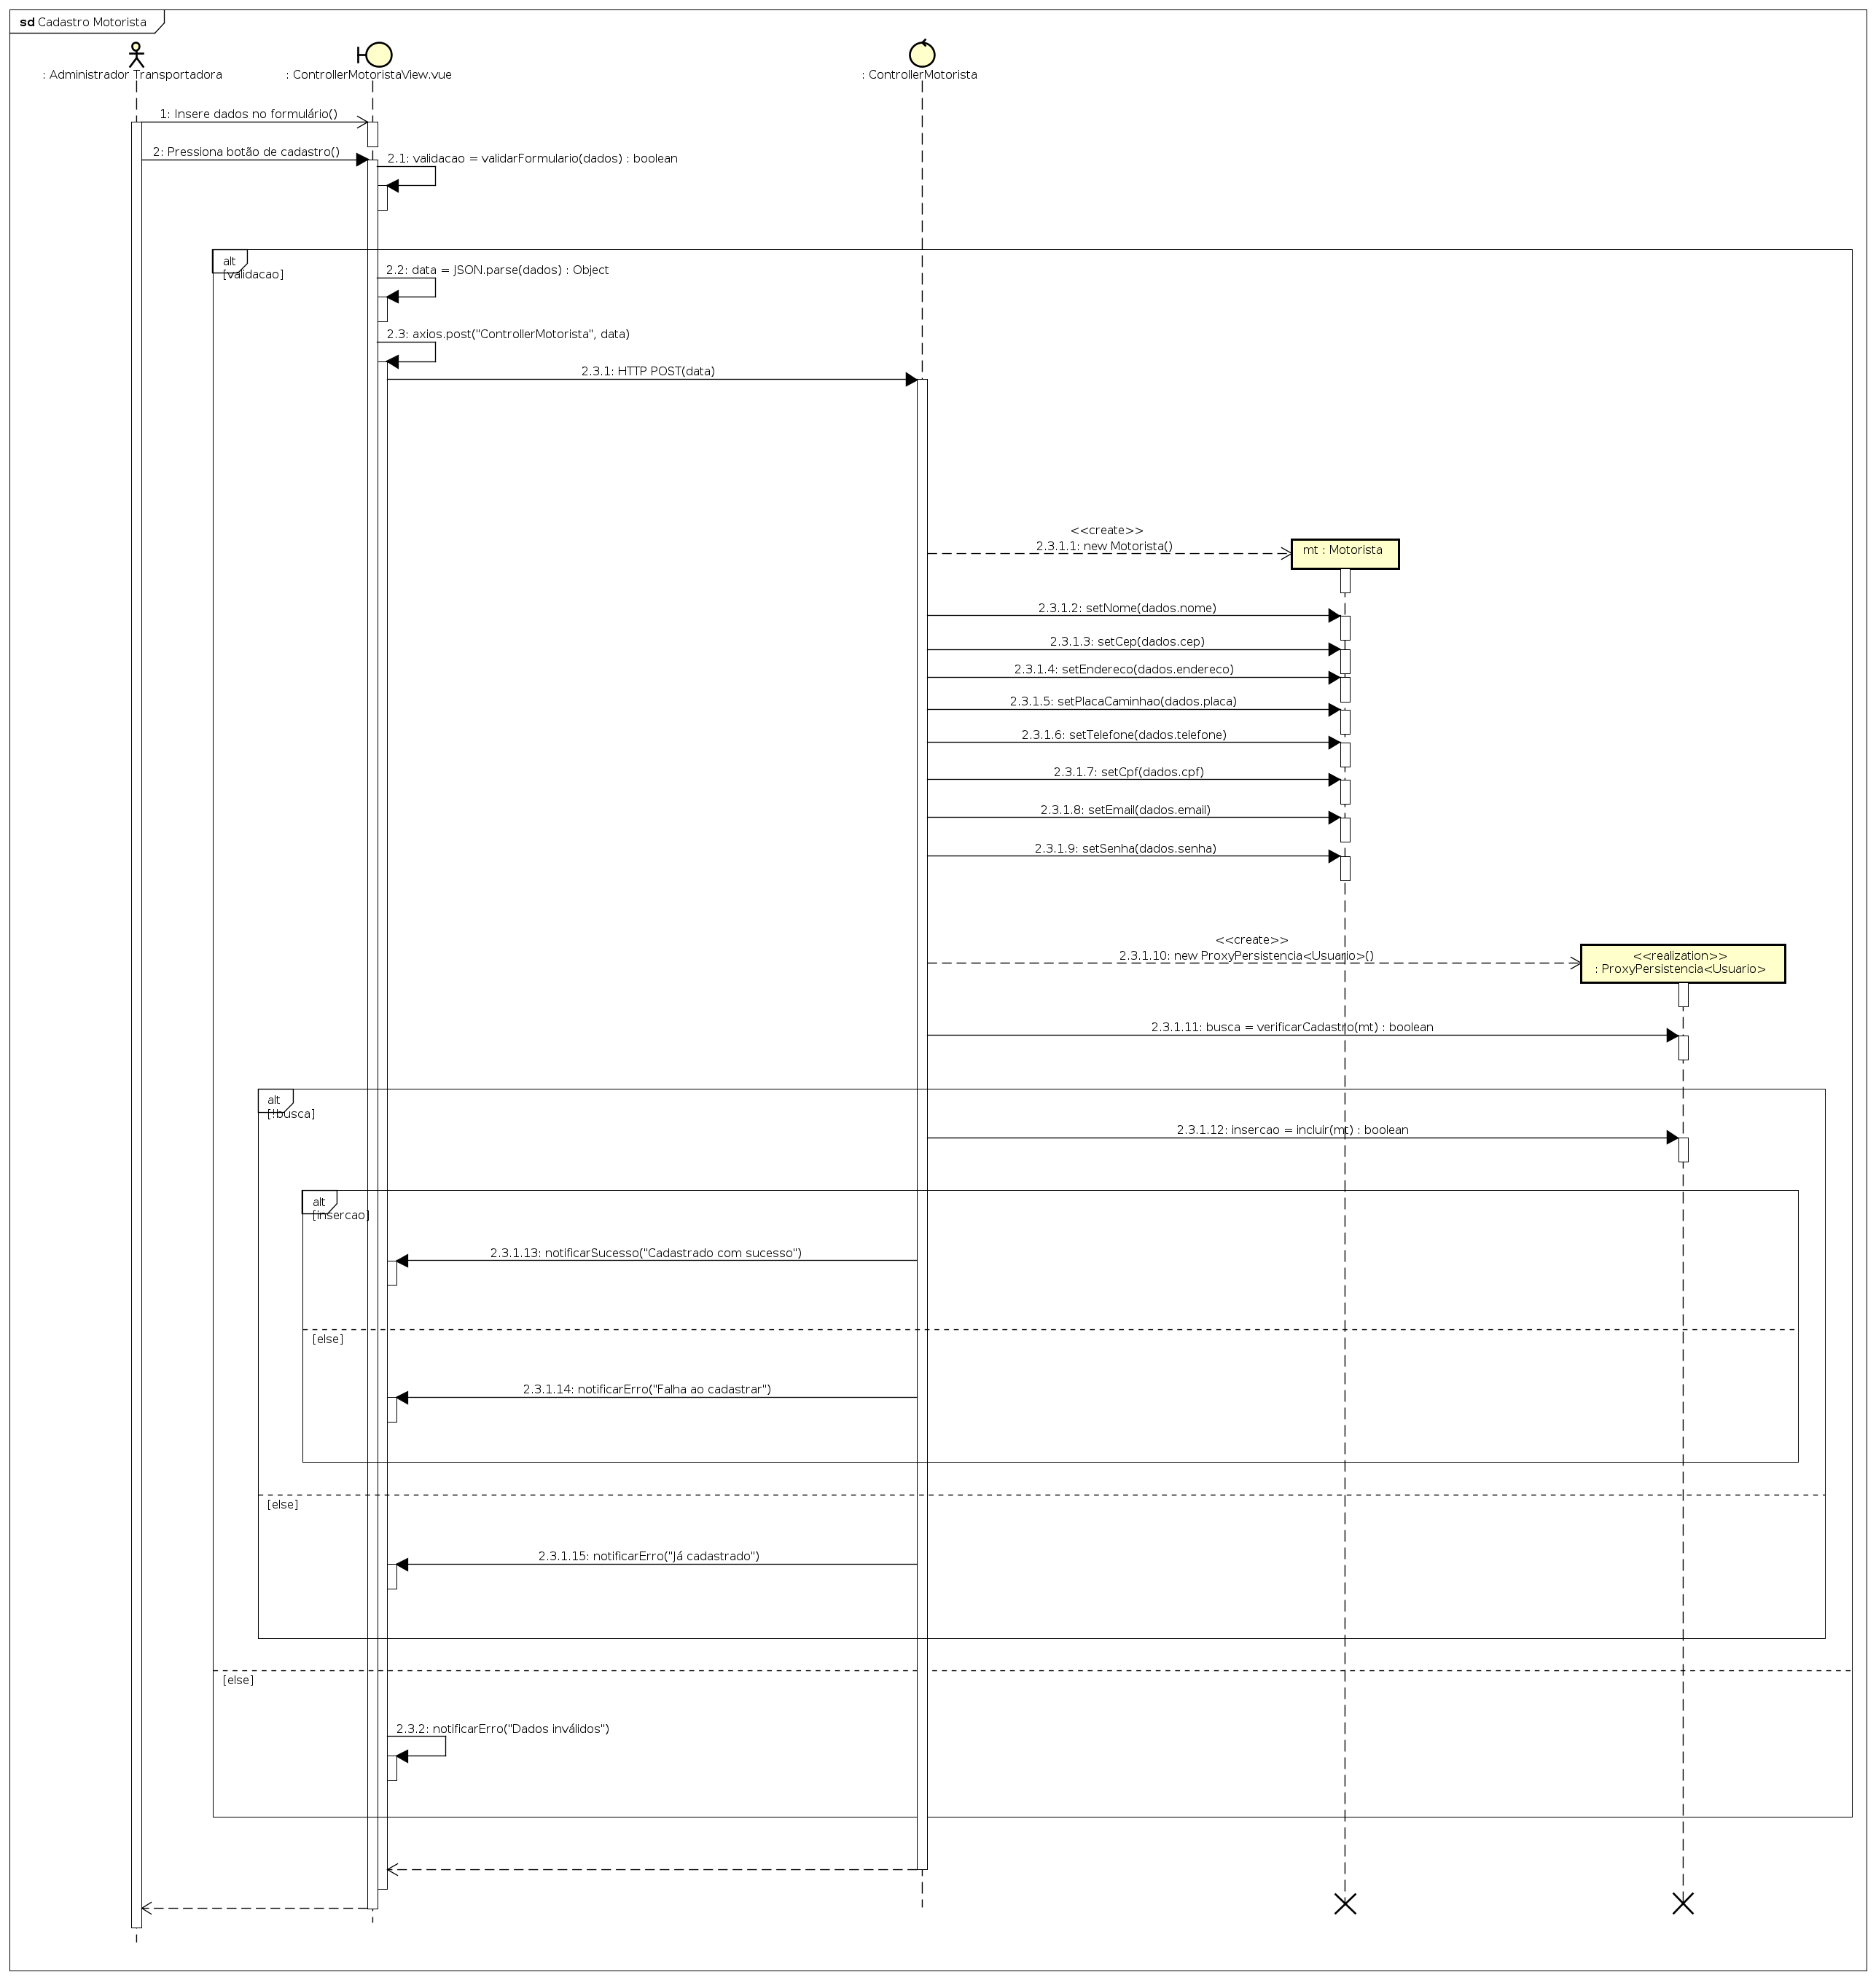 sd Cadastro Motorista
: Administrador Transportadora
: ControllerMotoristaView.vue
: ControllerMotorista
1: Insere dados no formulário()
2: Pressiona botão de cadastro()
2.1: validacao = validarFormulario(dados) : boolean
alt
[validacao]
2.2: data = JSON.parse(dados) : Object
2.3: axios.post("ControllerMotorista", data)
2.3.1: HTTP POST(data)
<<create>>
2.3.1.1: new Motorista()
mt : Motorista
2.3.1.2: setNome(dados.nome)
2.3.1.3: setCep(dados.cep)
2.3.1.4: setEndereco(dados.endereco)
2.3.1.5: setPlacaCaminhao(dados.placa)
2.3.1.6: setTelefone(dados.telefone)
2.3.1.7: setCpf(dados.cpf)
2.3.1.8: setEmail(dados.email)
2.3.1.9: setSenha(dados.senha)
<<create>>
2.3.1.10: new ProxyPersistencia<Usuario>()
<<realization>>
: ProxyPersistencia<Usuario>
2.3.1.11: busca = verificarCadastro(mt) : boolean
alt
[!busca]
2.3.1.12: insercao = incluir(mt) : boolean
alt
[insercao]
2.3.1.13: notificarSucesso("Cadastrado com sucesso")
[else]
2.3.1.14: notificarErro("Falha ao cadastrar")
[else]
2.3.1.15: notificarErro("Já cadastrado")
[else]
2.3.2: notificarErro("Dados inválidos")